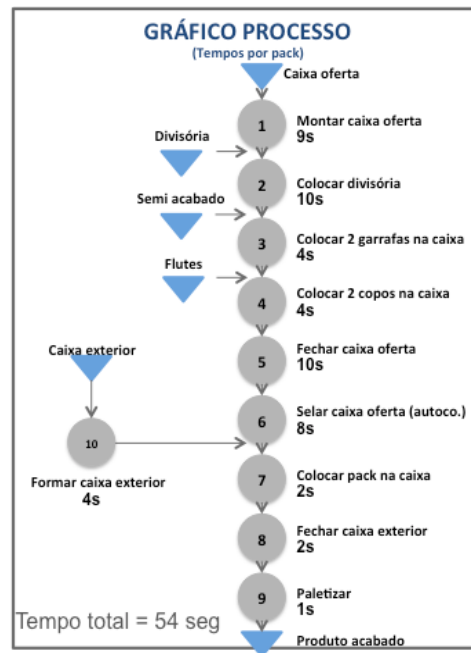 GRÁFICO PROCESSO
(Tempos por pack)
Caixa oferta
1
Montar caixa oferta
9s
Divisória
2
Colocar divisória
10s
Semi acabado
3
Colocar 2 garrafas na caixa
4s
Flutes
4
Colocar 2 copos na caixa
4s
5
Fechar caixa oferta
10s
Caixa exterior
6
Selar caixa oferta (autoco.)
8s
10
Formar caixa exterior
4s
7
Colocar pack na caixa
2s
8
Fechar caixa exterior
2s
9
Paletizar
1s
Tempo total = 54 seg
Produto acabado